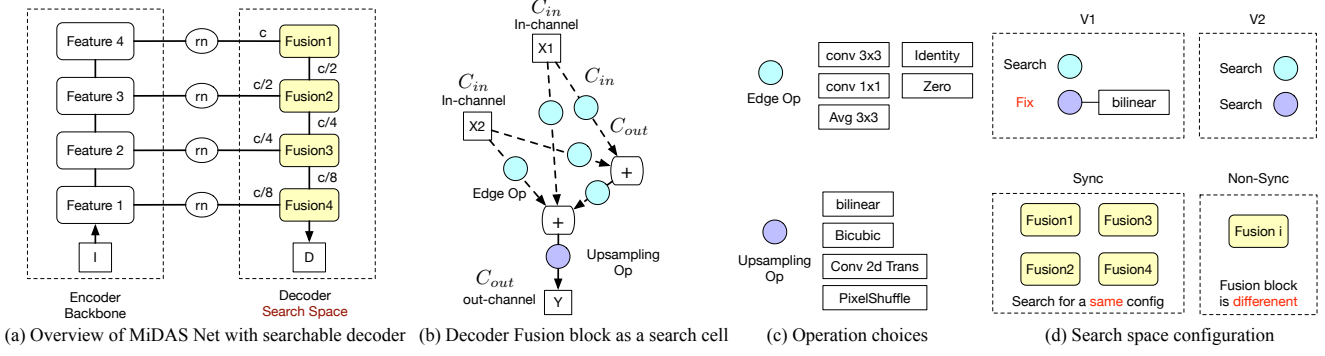 Feature 4
rn
c
Fusion1
c/2
Feature 3
rn
c/2
Fusion2
c/4
Feature 2
rn
c/4
Fusion3
c/8
Feature 1
rn
c/8
Fusion4
I
D
Encoder
Backbone
Decoder
Search Space
(a) Overview of MiDAS Net with searchable decoder
C_in
In-channel
X1
C_in
C_in
In-channel
X2
C_out
+
Edge Op
+
Upsampling
Op
C_out
out-channel
Y
(b) Decoder Fusion block as a search cell
Edge Op
conv 3x3
Identity
conv 1x1
Zero
Avg 3x3
Upsampling
Op
bilinear
Bicubic
Conv 2d Trans
PixelShuffle
(c) Operation choices
V1
Search
Fix
bilinear
V2
Search
Search
Sync
Fusion1
Fusion3
Fusion2
Fusion4
Search for a same config
Non-Sync
Fusion i
Fusion block
is differenent
(d) Search space configuration